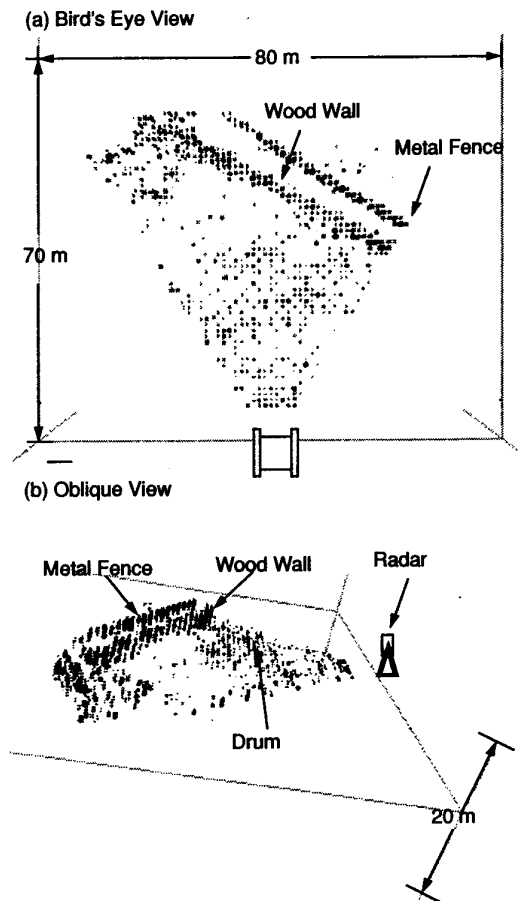 (a) Bird's Eye View
80 m
Wood Wall
Metal Fence
70 m
(b) Oblique View
Metal Fence
Wood Wall
Radar
Drum
20 m